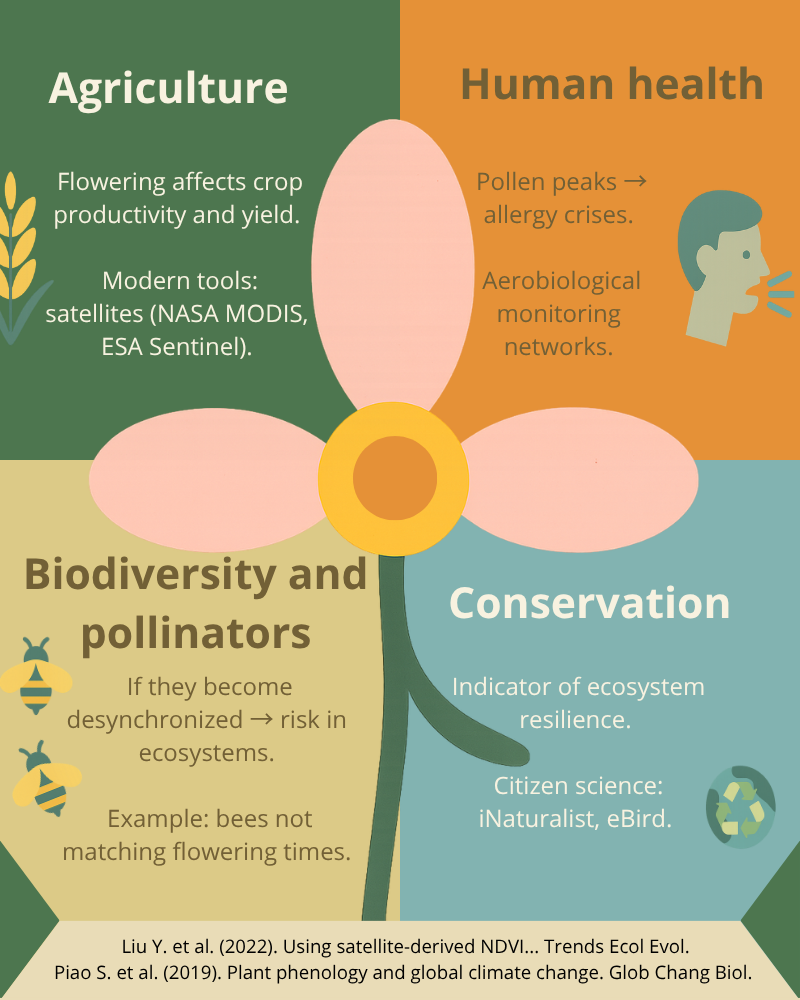 Agriculture
Flowering affects crop
productivity and yield.
Modern tools:
satellites (NASA MODIS,
ESA Sentinel).
Human health
Pollen peaks →
allergy crises.
Aerobiological
monitoring
networks.
Biodiversity and
pollinators
If they become
desynchronized → risk in
ecosystems.
Example: bees not
matching flowering times.
Conservation
Indicator of ecosystem
resilience.
Citizen science:
iNaturalist, eBird.
Liu Y. et al. (2022). Using satellite-derived NDVI... Trends Ecol Evol.
Piao S. et al. (2019). Plant phenology and global climate change. Glob Chang Biol.